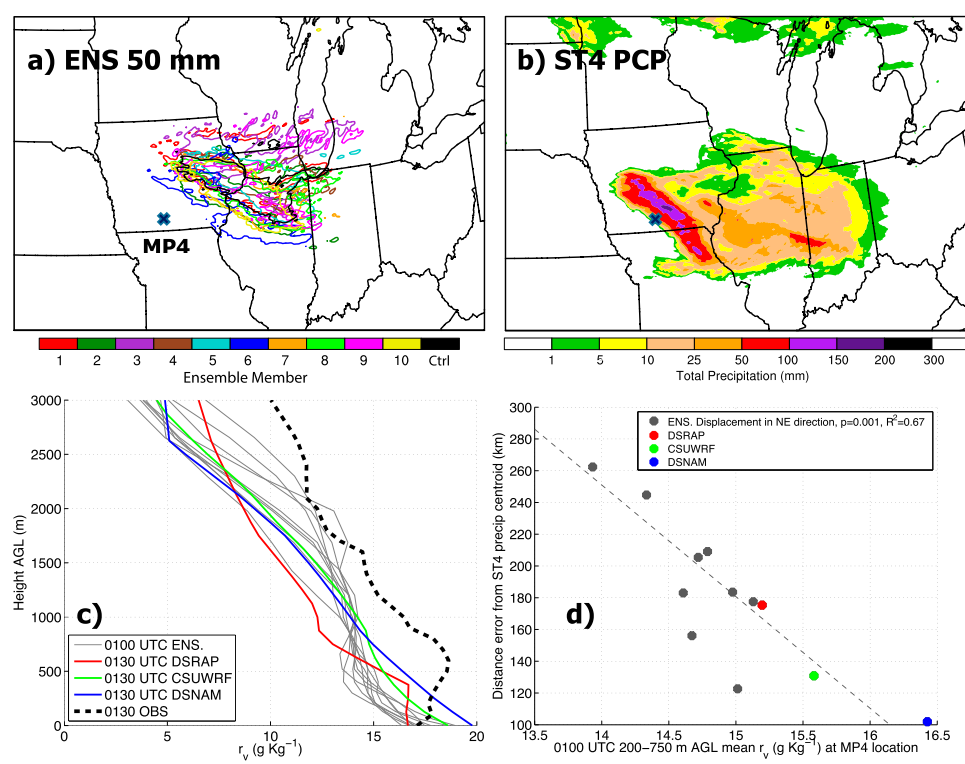 a) ENS 50 mm
MP4
1 2 3 4 5 6 7 8 9 10 Ctrl
Ensemble Member
b) ST4 PCP
1 5 10 25 50 100 150 200 300
Total Precipitation (mm)
3000
2500
2000
1500
1000
500
0
Height AGL (m)
c)
0100 UTC ENS.
0130 UTC DSRAP
0130 UTC CSUWRF
0130 UTC DSNAM
0130 OBS
0 5 10 15 20
r_v (g Kg⁻¹)
300
280
260
240
220
200
180
160
140
120
100
Distance error from ST4 precip centroid (km)
ENS. Displacement in NE direction, p=0.001, R²=0.67
DSRAP
CSUWRF
DSNAM
d)
13.5 14 14.5 15 15.5 16 16.5
0100 UTC 200−750 m AGL mean r_v (g Kg⁻¹) at MP4 location